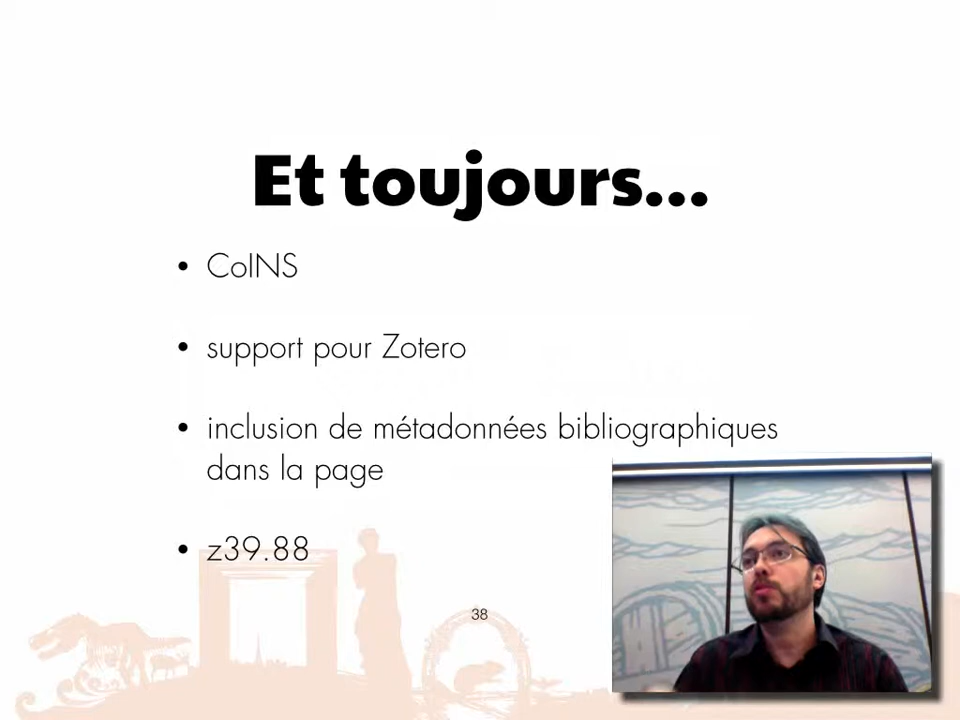 Et toujours...
• CoINS
• support pour Zotero
• inclusion de métadonnées bibliographiques
dans la page
• z39.88
38